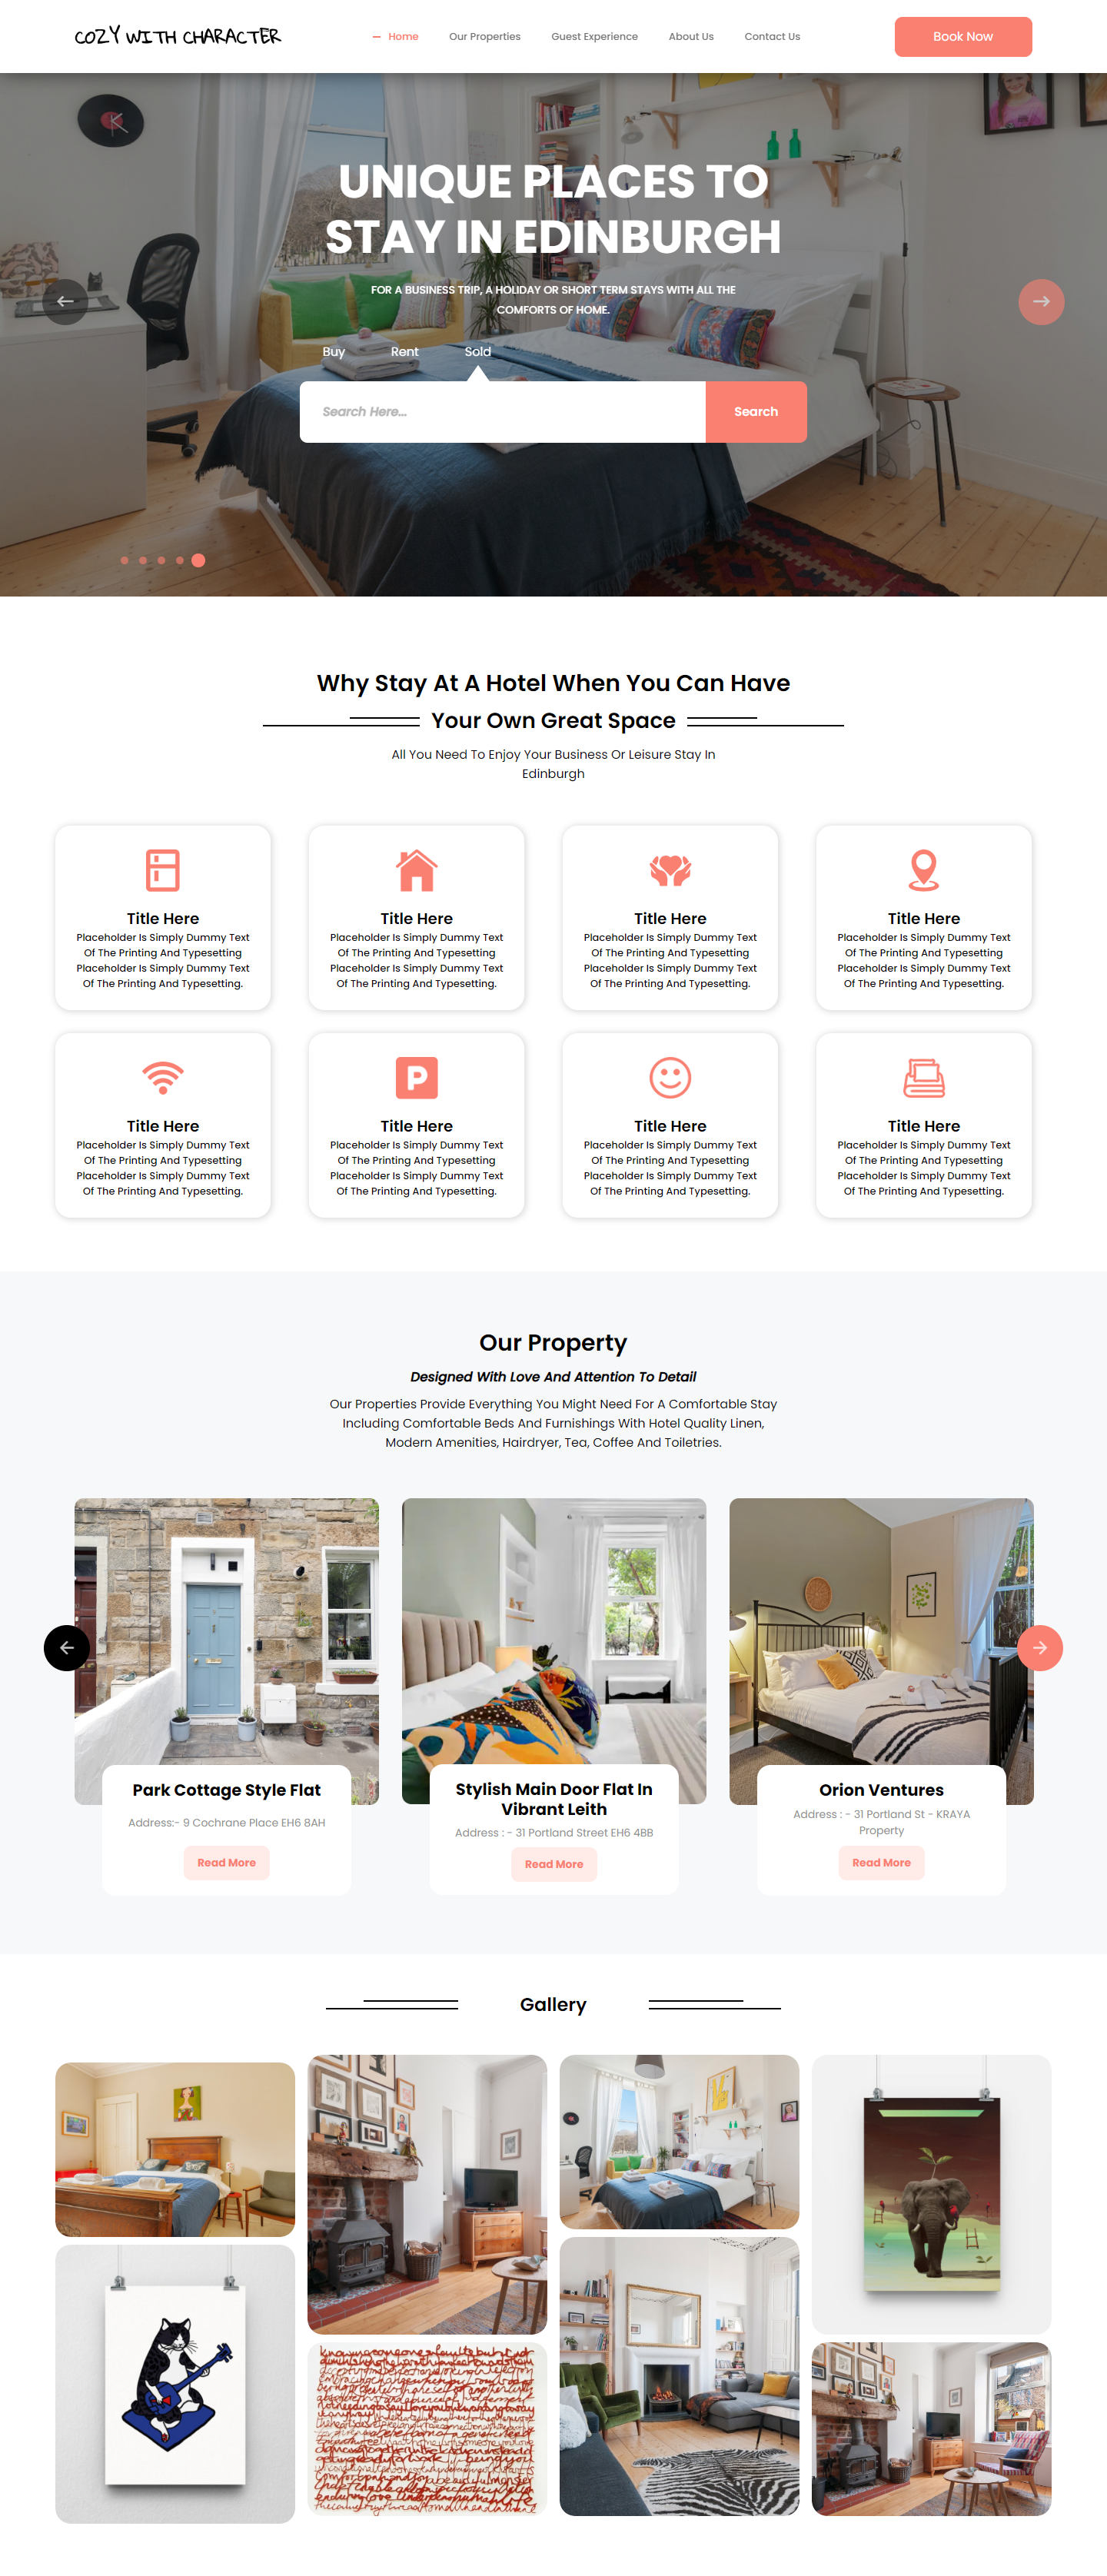 COZY WITH CHARACTER
Home
Our Properties
Guest Experience
About Us
Contact Us
Book Now
UNIQUE PLACES TO
STAY IN EDINBURGH
FOR A BUSINESS TRIP, A HOLIDAY OR SHORT TERM STAYS WITH ALL THE
COMFORTS OF HOME.
Buy
Rent
Sold
Search Here...
Search
Why Stay At A Hotel When You Can Have
Your Own Great Space
All You Need To Enjoy Your Business Or Leisure Stay In
Edinburgh
Title Here
Placeholder Is Simply Dummy Text
Of The Printing And Typesetting
Placeholder Is Simply Dummy Text
Of The Printing And Typesetting.
Title Here
Placeholder Is Simply Dummy Text
Of The Printing And Typesetting
Placeholder Is Simply Dummy Text
Of The Printing And Typesetting.
Title Here
Placeholder Is Simply Dummy Text
Of The Printing And Typesetting
Placeholder Is Simply Dummy Text
Of The Printing And Typesetting.
Title Here
Placeholder Is Simply Dummy Text
Of The Printing And Typesetting
Placeholder Is Simply Dummy Text
Of The Printing And Typesetting.
Title Here
Placeholder Is Simply Dummy Text
Of The Printing And Typesetting
Placeholder Is Simply Dummy Text
Of The Printing And Typesetting.
P
Title Here
Placeholder Is Simply Dummy Text
Of The Printing And Typesetting
Placeholder Is Simply Dummy Text
Of The Printing And Typesetting.
Title Here
Placeholder Is Simply Dummy Text
Of The Printing And Typesetting
Placeholder Is Simply Dummy Text
Of The Printing And Typesetting.
Title Here
Placeholder Is Simply Dummy Text
Of The Printing And Typesetting
Placeholder Is Simply Dummy Text
Of The Printing And Typesetting.
Our Property
Designed With Love And Attention To Detail
Our Properties Provide Everything You Might Need For A Comfortable Stay
Including Comfortable Beds And Furnishings With Hotel Quality Linen,
Modern Amenities, Hairdryer, Tea, Coffee And Toiletries.
Park Cottage Style Flat
Address:- 9 Cochrane Place EH6 8AH
Read More
Stylish Main Door Flat In
Vibrant Leith
Address : - 31 Portland Street EH6 4BB
Read More
Orion Ventures
Address : - 31 Portland St - KRAYA
Property
Read More
Gallery